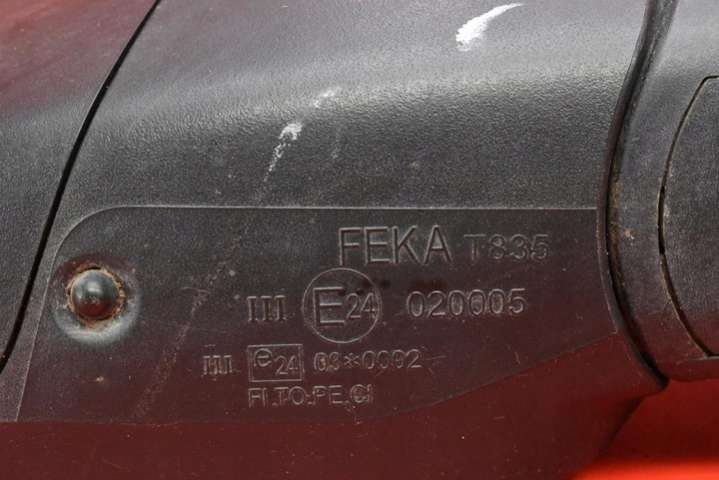 FEKA T835
III E24 020005
III e24 03*0092
FI.TO.PE.CI